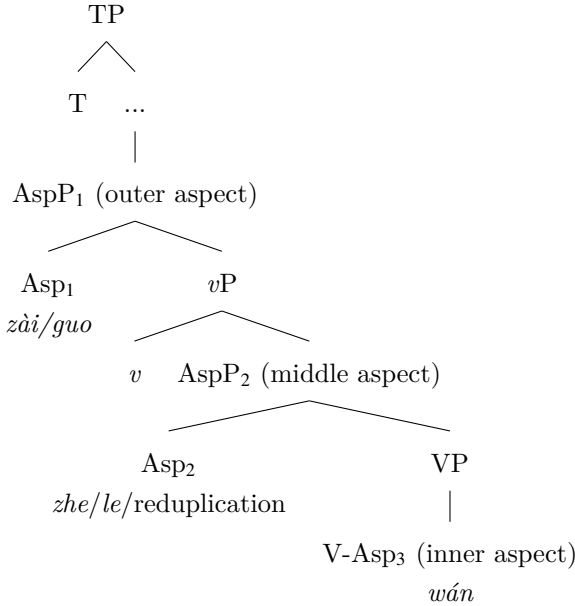 TP
T ...
AspP₁ (outer aspect)
Asp₁ vP
zài/guo
v AspP₂ (middle aspect)
Asp₂ VP
zhe/le/reduplication
V-Asp₃ (inner aspect)
wán